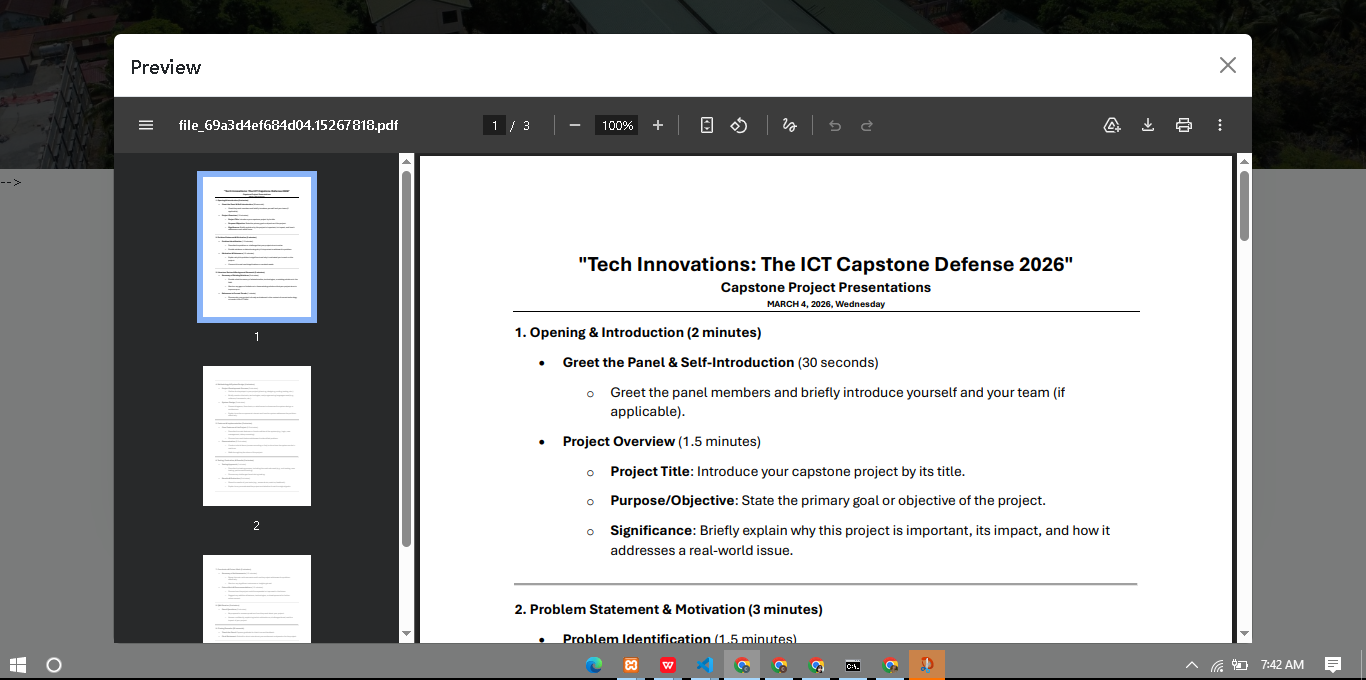 Preview
file_69a3d4ef684d04.15267818.pdf
1 / 3
100%
-->
1
2
"Tech Innovations: The ICT Capstone Defense 2026"
Capstone Project Presentations
MARCH 4, 2026, Wednesday
1. Opening & Introduction (2 minutes)
• Greet the Panel & Self-Introduction (30 seconds)
o Greet the panel members and briefly introduce yourself and your team (if
applicable).
• Project Overview (1.5 minutes)
o Project Title: Introduce your capstone project by its title.
o Purpose/Objective: State the primary goal or objective of the project.
o Significance: Briefly explain why this project is important, its impact, and how it
addresses a real-world issue.
2. Problem Statement & Motivation (3 minutes)
• Problem Identification (1.5 minutes)
7:42 AM